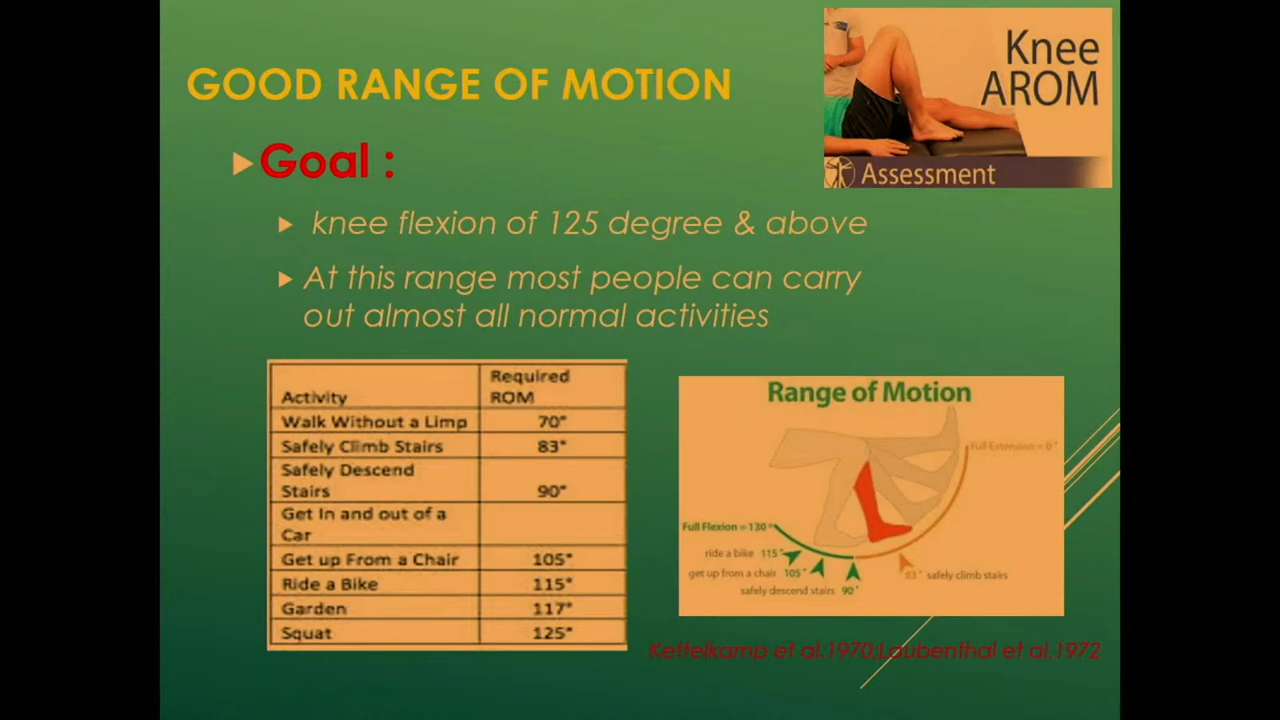 GOOD RANGE OF MOTION
Knee
AROM
Assessment
Goal :
knee flexion of 125 degree & above
At this range most people can carry
out almost all normal activities
Activity Required ROM
Walk Without a Limp 70°
Safely Climb Stairs 83°
Safely Descend Stairs 90°
Get In and out of a Car
Get up From a Chair 105°
Ride a Bike 115°
Garden 117°
Squat 125°
Range of Motion
Full Extension = 0°
Full Flexion = 130°
ride a bike 115°
get up from a chair 105°
83° safely climb stairs
safely descend stairs 90°
Kettelkamp et al.1970;Laubenthal et al.1972